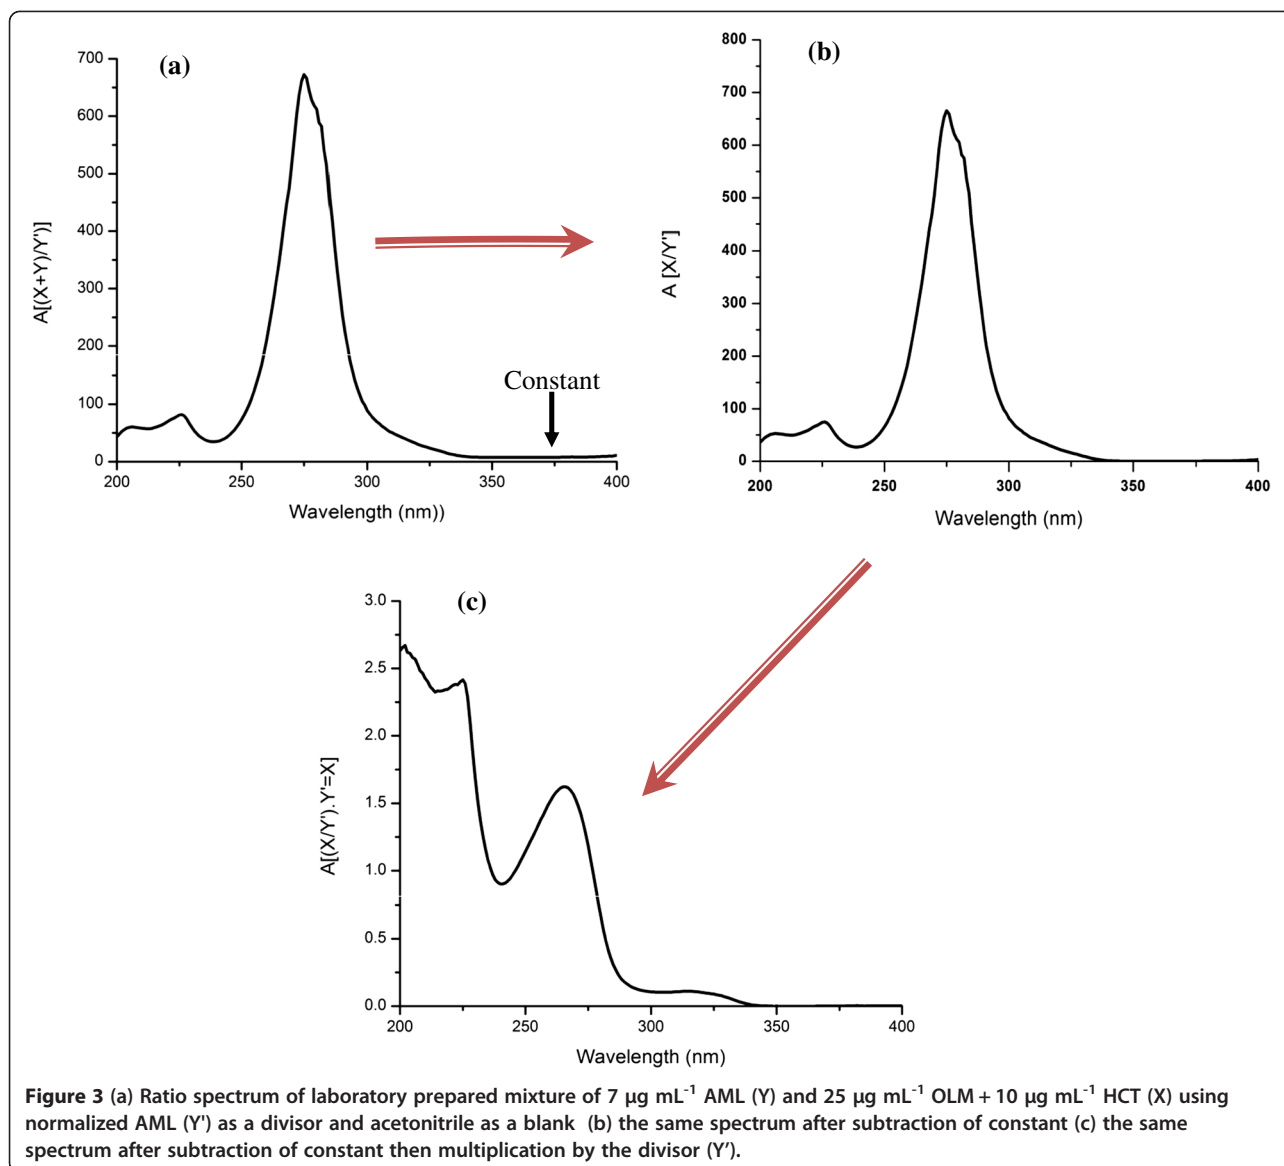 (a)
700
600
500
400
300
200
100
0
200 250 300 350 400
A[(X+Y)/Y')]
Wavelength (nm))
Constant
(b)
800
700
600
500
800
400
300
200
100
0
200 250 300 350 400
A [X/Y']
Wavelength (nm)
(c)
3.0
2.5
2.0
1.5
1.0
0.5
0.0
200 250 300 350 400
A[(X/Y').Y'=X]
Wavelength (nm)
Figure 3 (a) Ratio spectrum of laboratory prepared mixture of 7 μg mL-1 AML (Y) and 25 μg mL-1 OLM + 10 μg mL-1 HCT (X) using
normalized AML (Y') as a divisor and acetonitrile as a blank (b) the same spectrum after subtraction of constant (c) the same
spectrum after subtraction of constant then multiplication by the divisor (Y’).